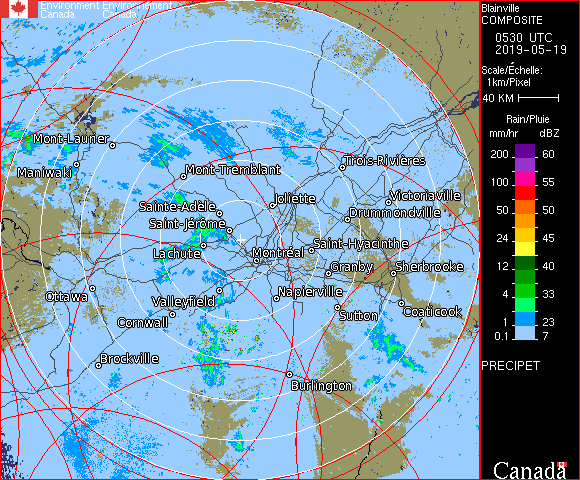 Environment Environnement
Canada Canada
Blainville
COMPOSITE
0530 UTC
2019-05-19
Scale/Échelle:
1km/Pixel
40 KM
Rain/Pluie
mm/hr dBZ
200 60
100 55
50 50
24 45
12 40
4 33
1 23
0.1 7
PRECIPET
Canada
Mont-Laurier
Maniwaki
Mont-Tremblant
Trois-Rivières
Joliette
Victoriaville
Sainte-Adèle
Drummondville
Saint-Jérôme
Saint-Hyacinthe
Lachute
Montréal
Granby
Sherbrooke
Ottawa
Valleyfield
Napierville
Cornwall
Sutton
Coaticook
Brockville
Burlington